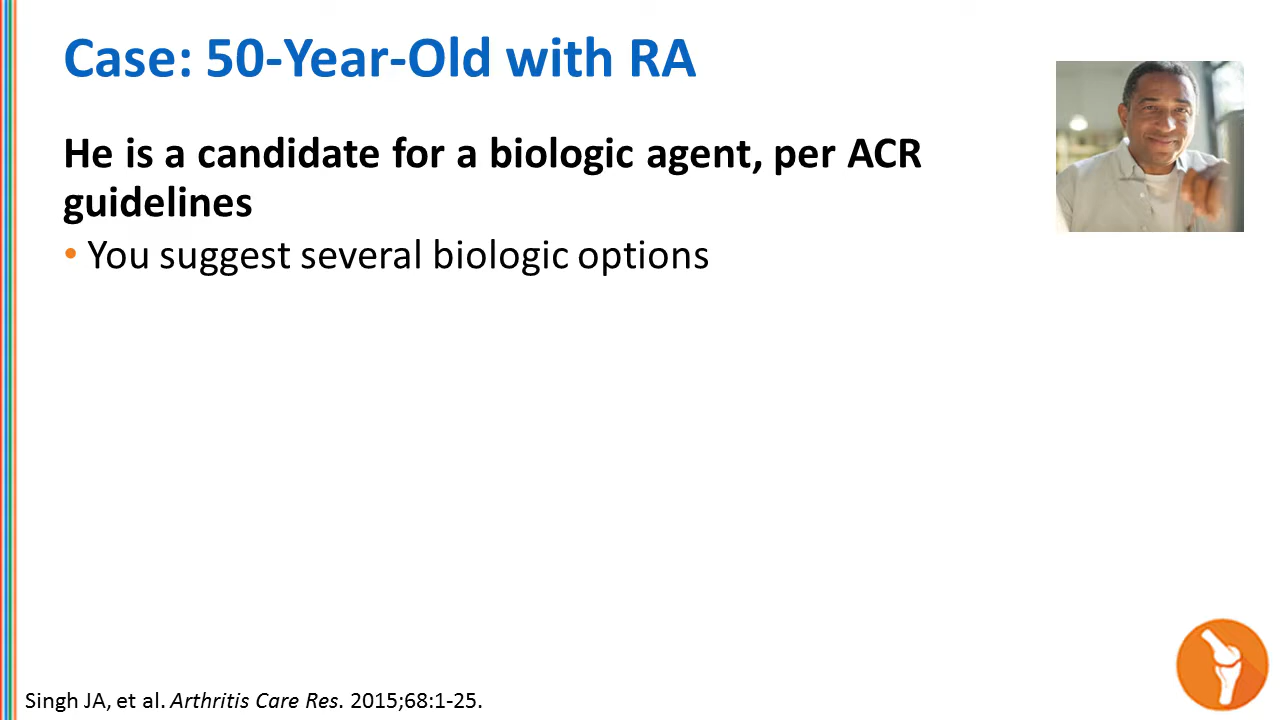 Case: 50-Year-Old with RA
He is a candidate for a biologic agent, per ACR
guidelines
• You suggest several biologic options
Singh JA, et al. Arthritis Care Res. 2015;68:1-25.